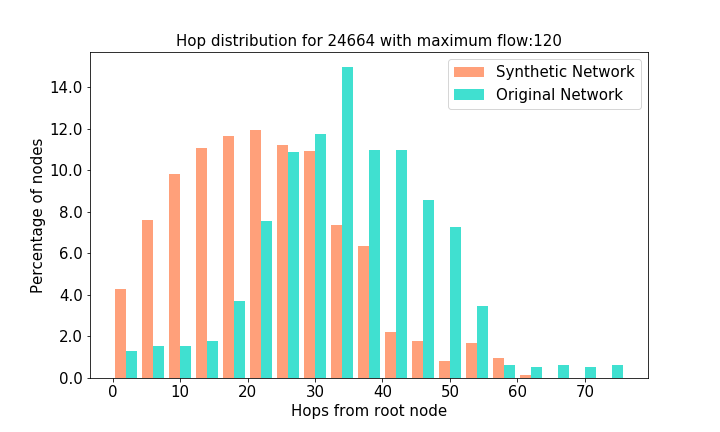 Hop distribution for 24664 with maximum flow:120
Synthetic Network
Original Network
Percentage of nodes
14.0
12.0
10.0
8.0
6.0
4.0
2.0
0.0
0 10 20 30 40 50 60 70
Hops from root node